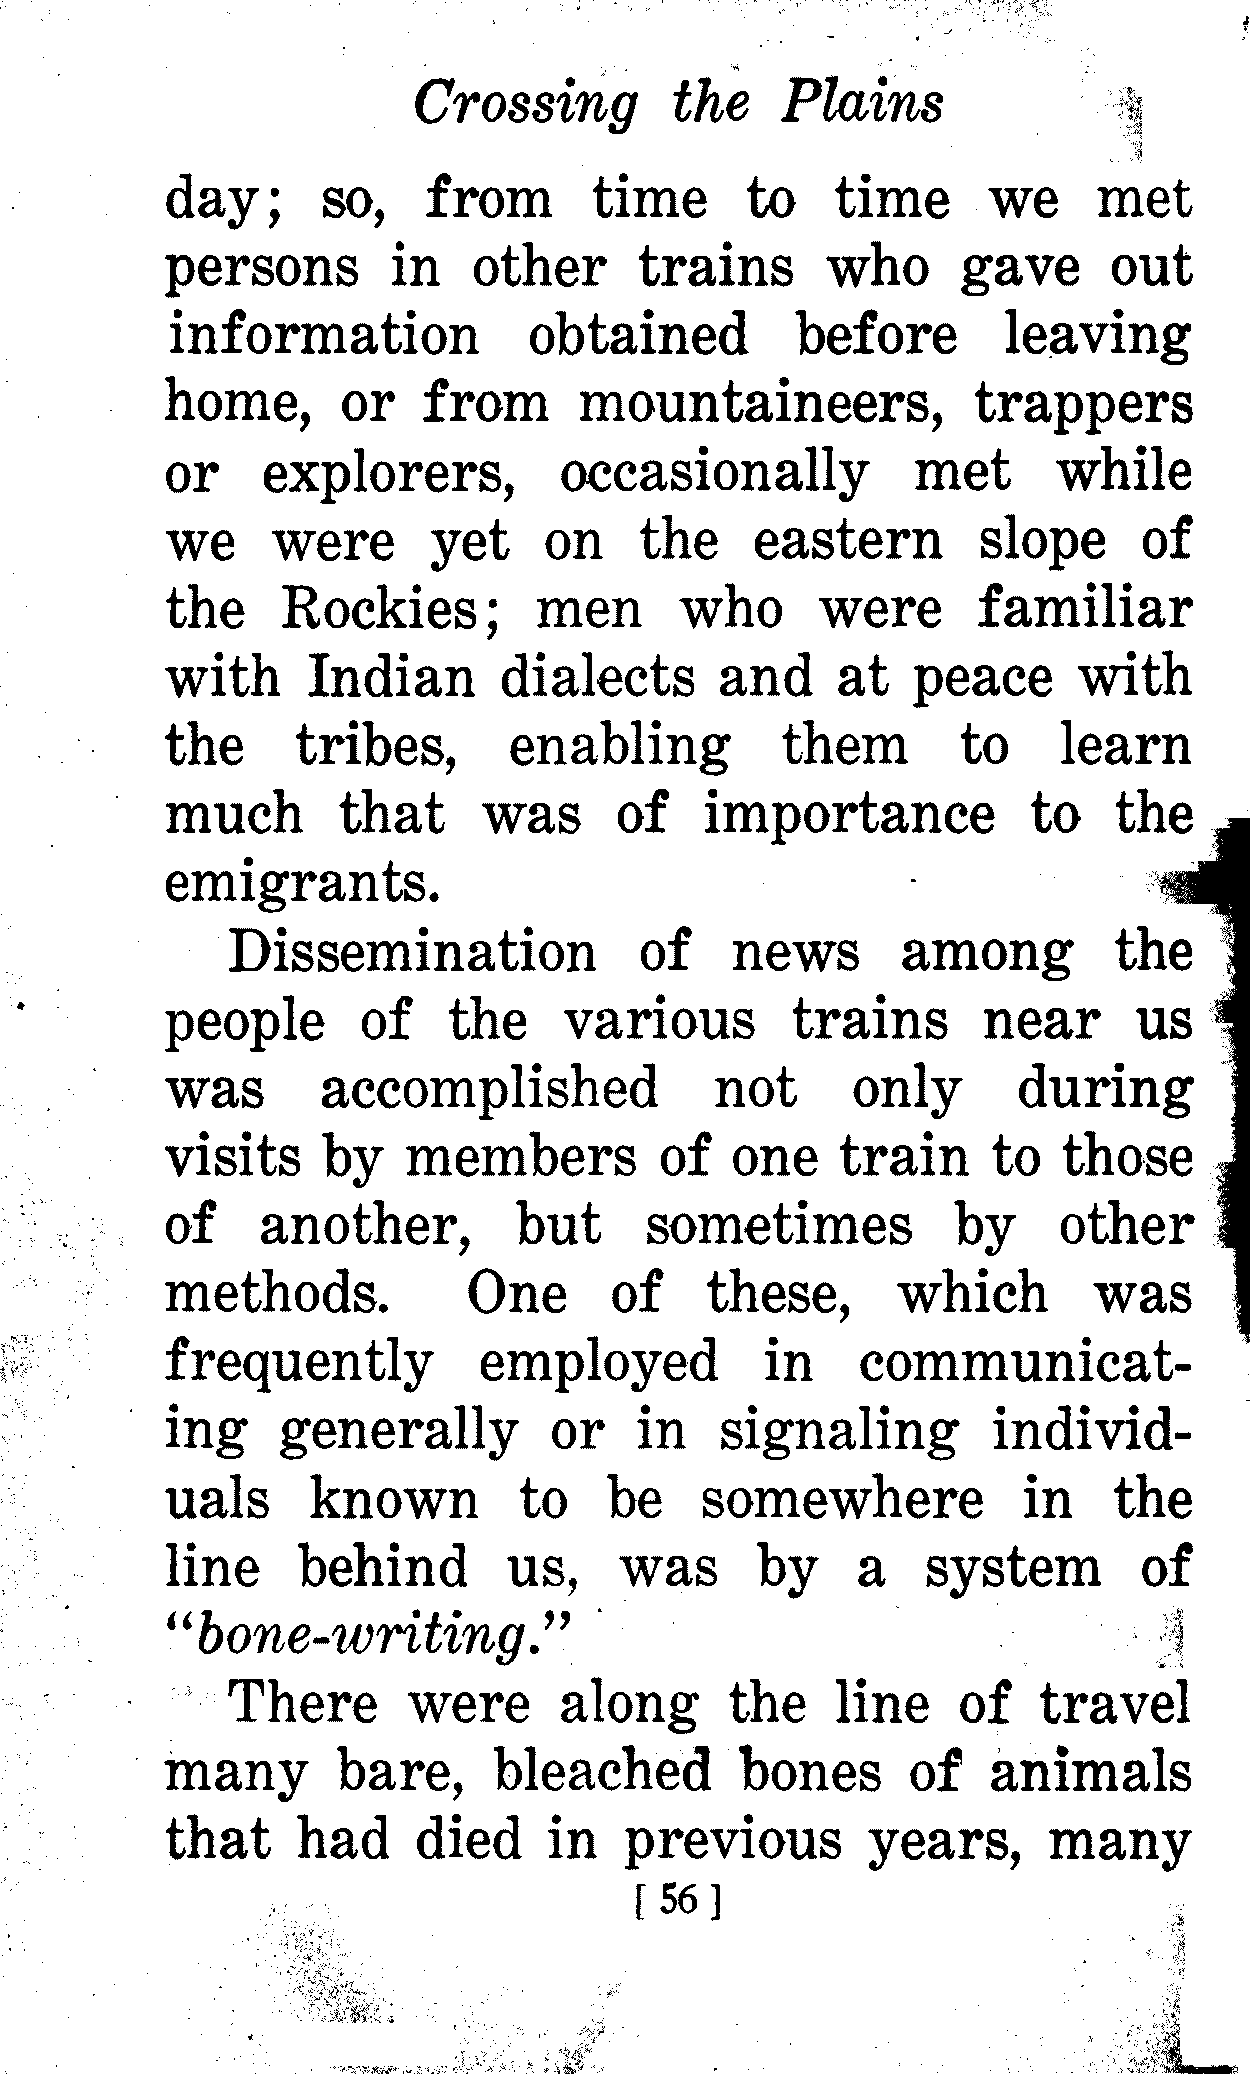 Crossing the Plains
day; so, from time to time we met
persons in other trains who gave out
information obtained before leaving
home, or from mountaineers, trappers
or explorers, occasionally met while
we were yet on the eastern slope of
the Rockies; men who were familiar
with Indian dialects and at peace with
the tribes, enabling them to learn
much that was of importance to the
emigrants.
Dissemination of news among the
people of the various trains near us
was accomplished not only during
visits by members of one train to those
of another, but sometimes by other
methods. One of these, which was
frequently employed in communicat-
ing generally or in signaling individ-
uals known to be somewhere in the
line behind us, was by a system of
“bone-writing.”
There were along the line of travel
many bare, bleached bones of animals
that had died in previous years, many
[ 56 ]